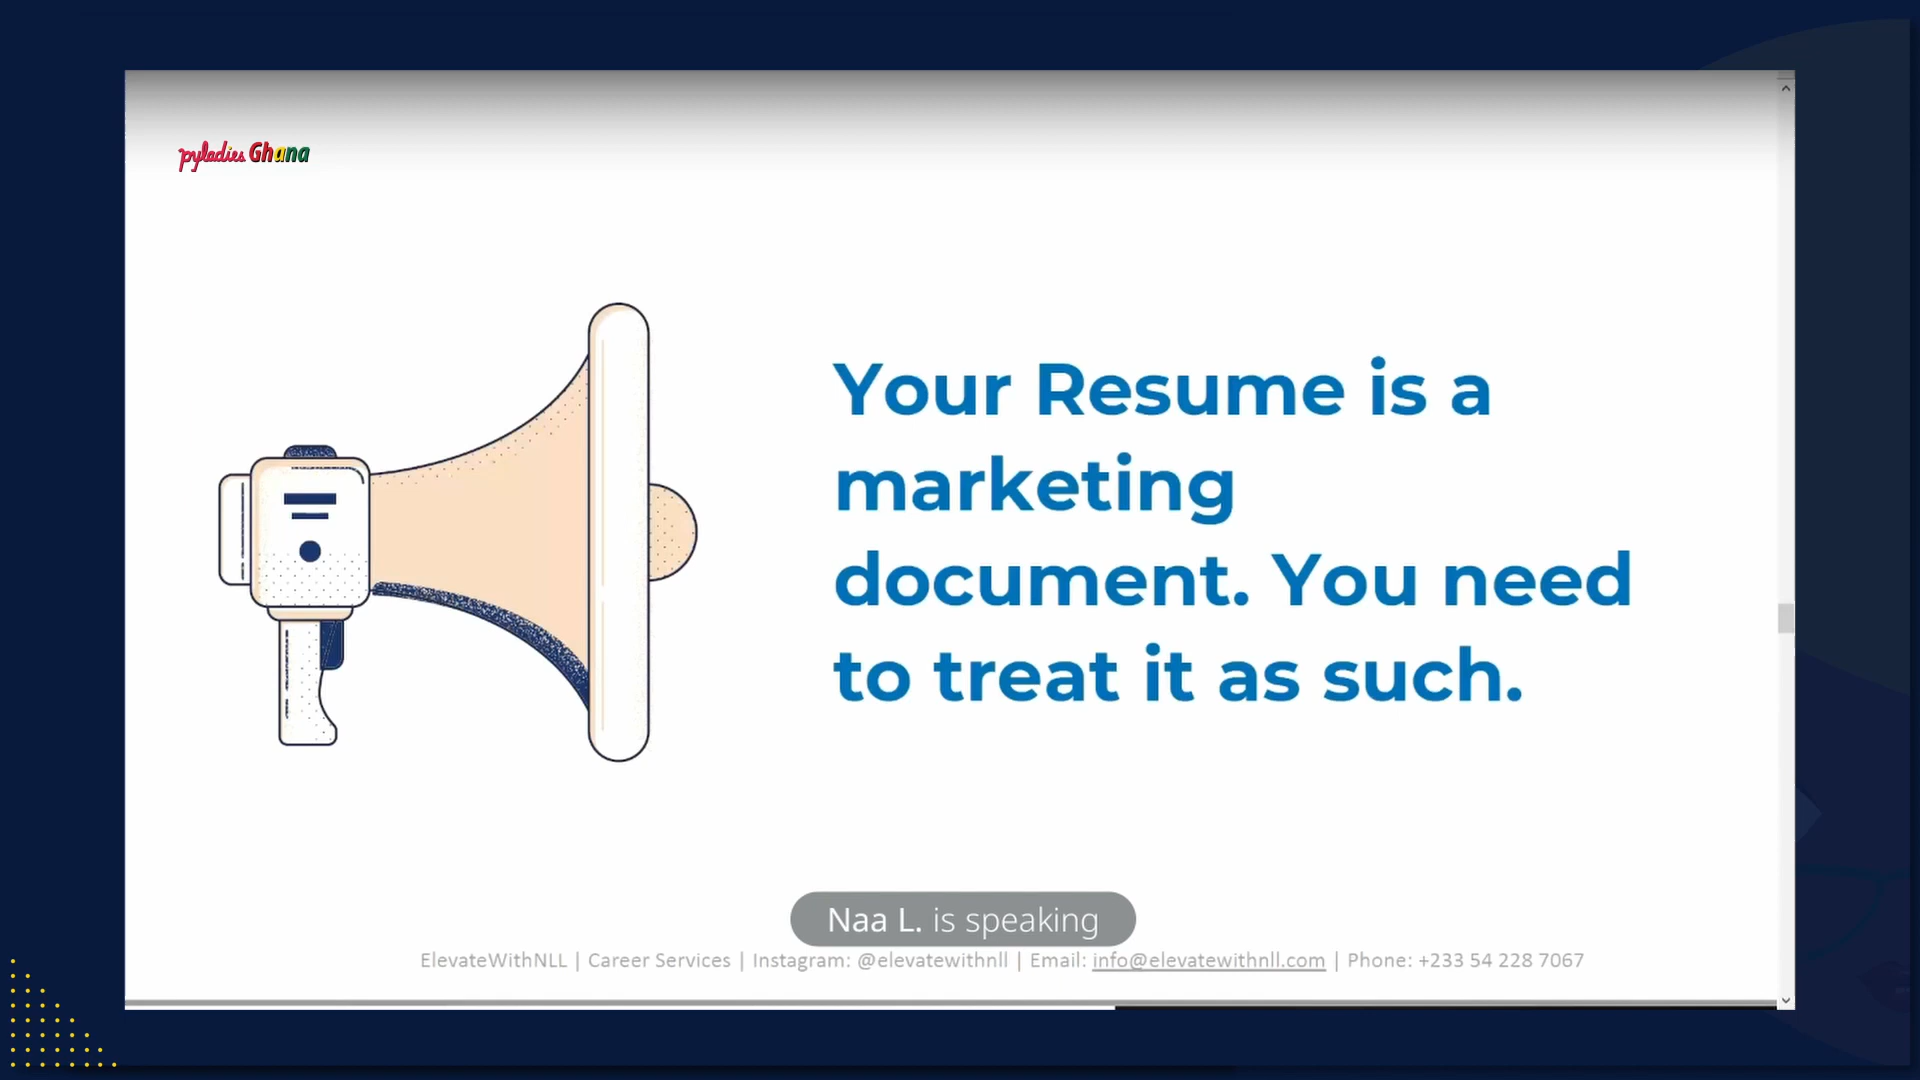 pyladies Ghana
Your Resume is a
marketing
document. You need
to treat it as such.
Naa L. is speaking
ElevateWithNLL | Career Services | Instagram: @elevatewithnll | Email: info@elevatewithnll.com | Phone: +233 54 228 7067